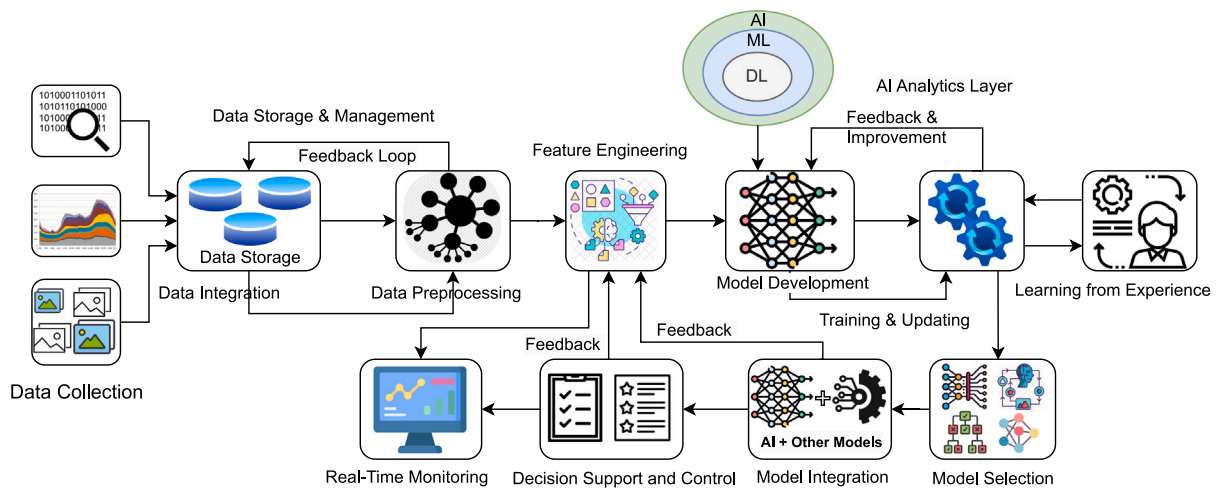 AI
ML
DL
AI Analytics Layer
1010001101011
1010110101000
Data Storage & Management
Feedback &
Improvement
Feedback Loop
Feature Engineering
Data Storage
Data Integration
Data Preprocessing
Model Development
Learning from Experience
Training & Updating
Feedback
Feedback
Data Collection
AI + Other Models
Real-Time Monitoring
Decision Support and Control
Model Integration
Model Selection